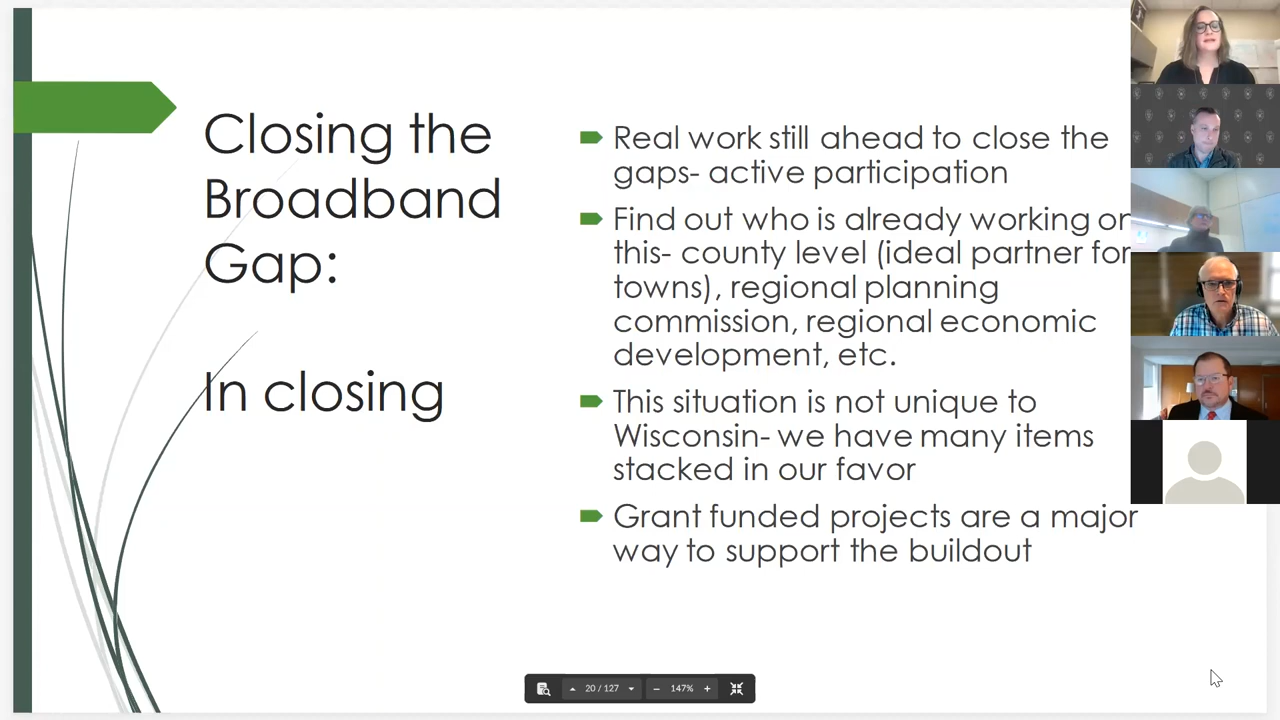 Closing the
Broadband
Gap:
In closing
Real work still ahead to close the
gaps- active participation
Find out who is already working on
this- county level (ideal partner for
towns), regional planning
commission, regional economic
development, etc.
This situation is not unique to
Wisconsin- we have many items
stacked in our favor
Grant funded projects are a major
way to support the buildout
20 / 127
147%